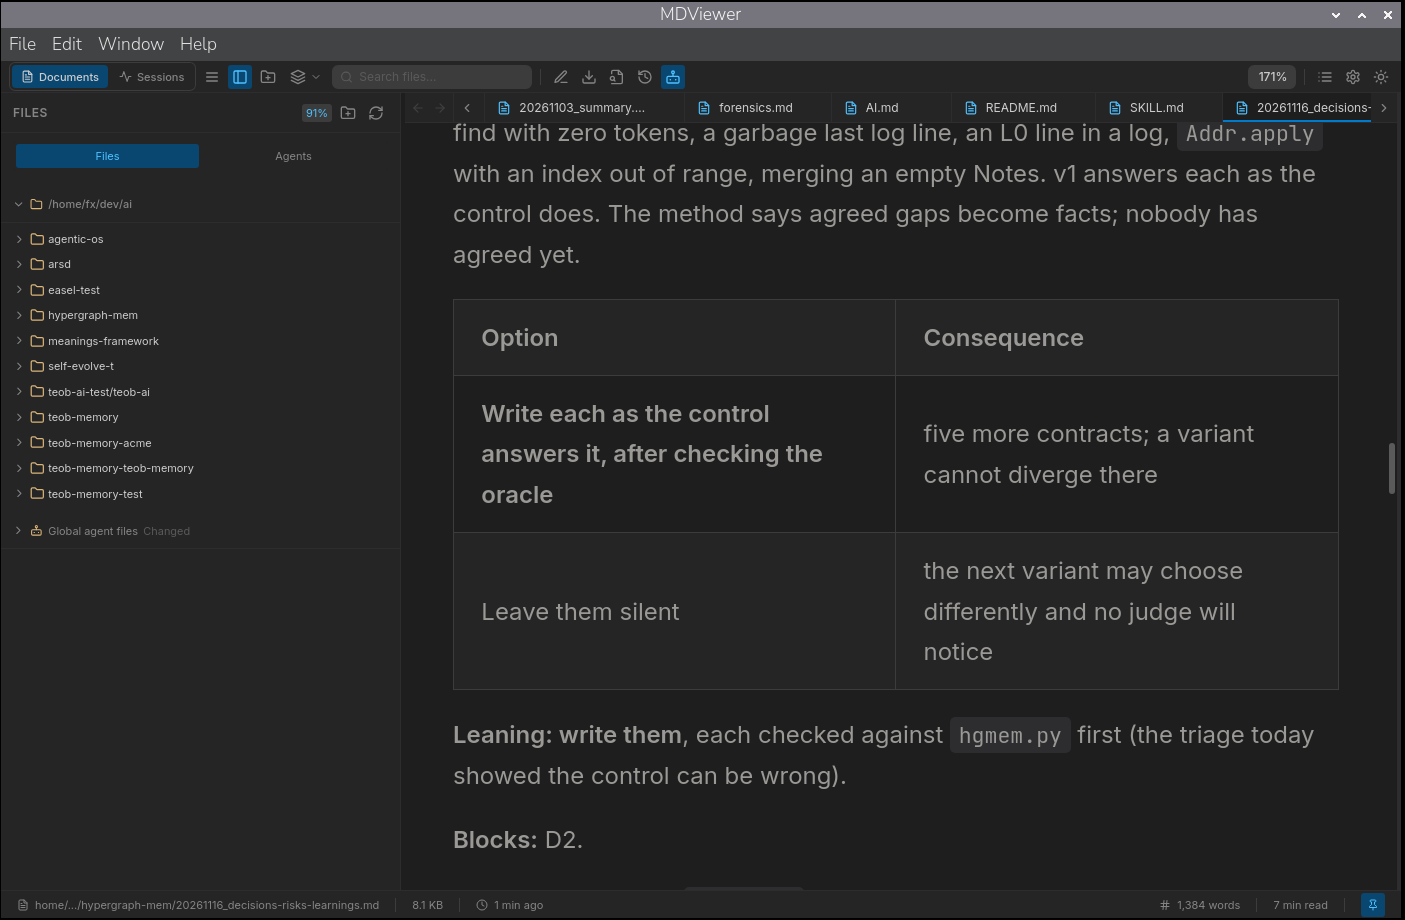 MDViewer
File Edit Window Help
Documents Sessions Search files... 171%
FILES 91%
20261103_summary.... forensics.md AI.md README.md SKILL.md 20261116_decisions-
Files Agents
/home/fx/dev/ai
agentic-os
arsd
easel-test
hypergraph-mem
meanings-framework
self-evolve-t
teob-ai-test/teob-ai
teob-memory
teob-memory-acme
teob-memory-teob-memory
teob-memory-test
Global agent files Changed
find with zero tokens, a garbage last log line, an L0 line in a log, Addr.apply
with an index out of range, merging an empty Notes. v1 answers each as the
control does. The method says agreed gaps become facts; nobody has
agreed yet.
Option Consequence
Write each as the control
answers it, after checking the
oracle
five more contracts; a variant
cannot diverge there
Leave them silent
the next variant may choose
differently and no judge will
notice
Leaning: write them, each checked against hgmem.py first (the triage today
showed the control can be wrong).
Blocks: D2.
home/.../hypergraph-mem/20261116_decisions-risks-learnings.md 8.1 KB 1 min ago # 1,384 words 7 min read